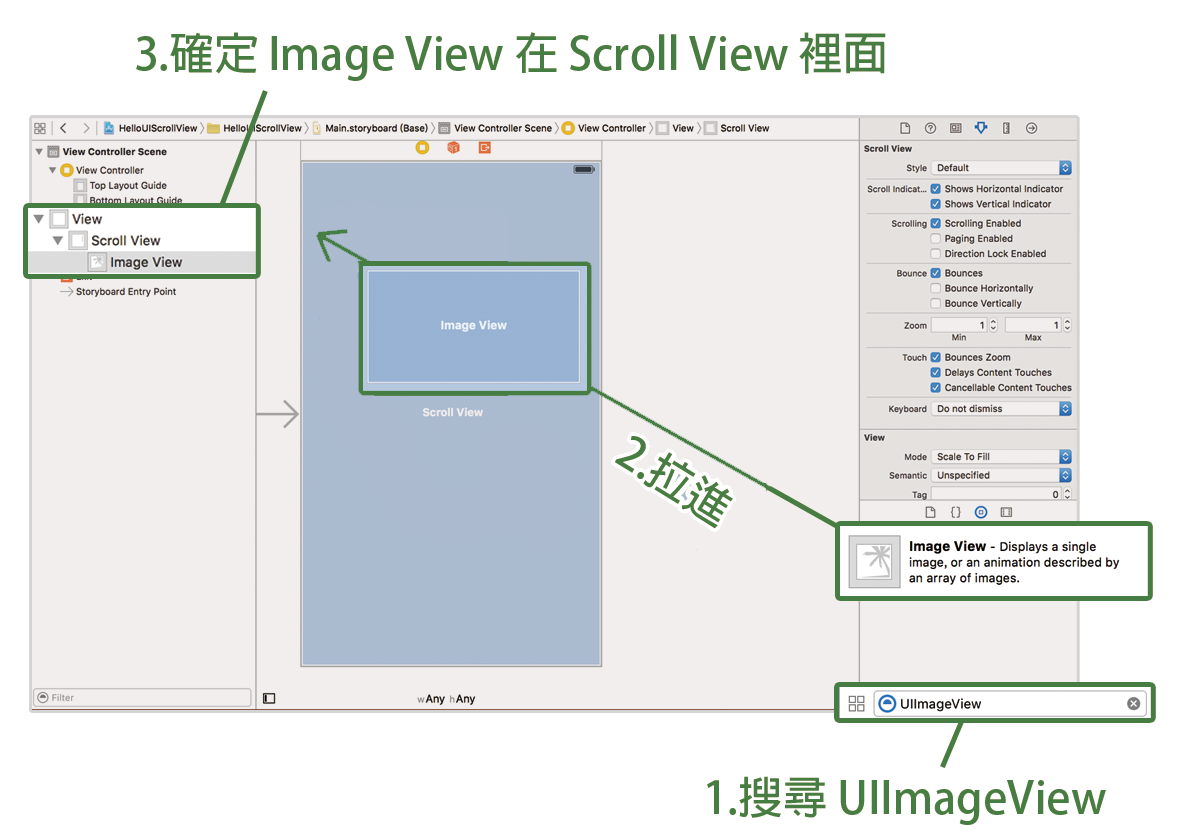 3.確定 Image View 在 Scroll View 裡面
HelloUIScrollView
HelloUIScrollView
Main.storyboard (Base)
View Controller Scene
View Controller
View
Scroll View
View Controller Scene
View Controller
Top Layout Guide
Bottom Layout Guide
View
Scroll View
Image View
Exit
Storyboard Entry Point
Filter
Image View
Scroll View
wAny hAny
2.拉進
Scroll View
Style Default
Scroll Indicat... Shows Horizontal Indicator
Shows Vertical Indicator
Scrolling Scrolling Enabled
Paging Enabled
Direction Lock Enabled
Bounce Bounces
Bounce Horizontally
Bounce Vertically
Zoom 1 1
Min Max
Touch Bounces Zoom
Delays Content Touches
Cancellable Content Touches
Keyboard Do not dismiss
View
Mode Scale To Fill
Semantic Unspecified
Tag 0
{}
Image View - Displays a single
image, or an animation described by
an array of images.
UIImageView
1.搜尋 UIImageView